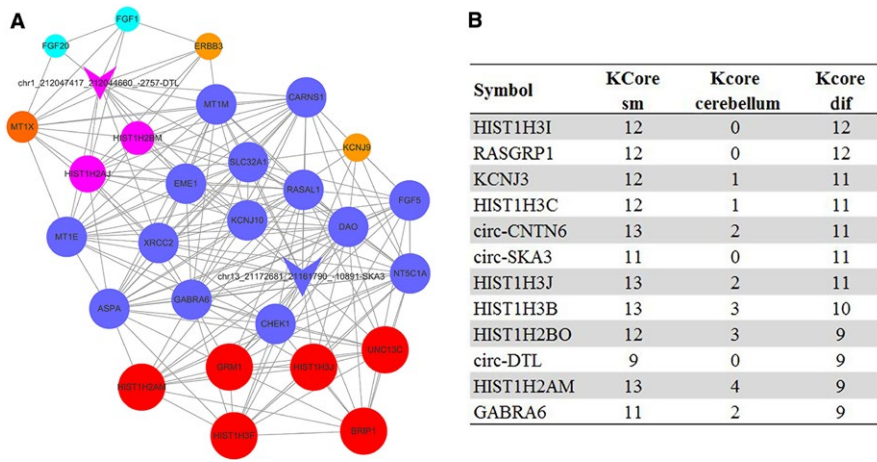 A
FGF1
FGF20
ERBB3
chr1_212047417_212044660_-2757-DTL
MT1M
CARNS1
MT1X
HIST1H2BM
KCNJ9
HIST1H2AJ
SLC32A1
EME1
RASAL1
FGF5
KCNJ10
DAO
MT1E
XRCC2
chr13_21172681_21161790_-10891-SKA3
NT5C1A
GABRA6
ASPA
CHEK1
UNC13C
GRM3
HIST1H3J
HIST1H2AM
BRIP1
B
Symbol KCore sm Kcore cerebellum Kcore dif
HIST1H3I 12 0 12
RASGRP1 12 0 12
KCNJ3 12 1 11
HIST1H3C 12 1 11
circ-CNTN6 13 2 11
circ-SKA3 11 0 11
HIST1H3J 13 2 11
HIST1H3B 13 3 10
HIST1H2BO 12 3 9
circ-DTL 9 0 9
HIST1H2AM 13 4 9
GABRA6 11 2 9